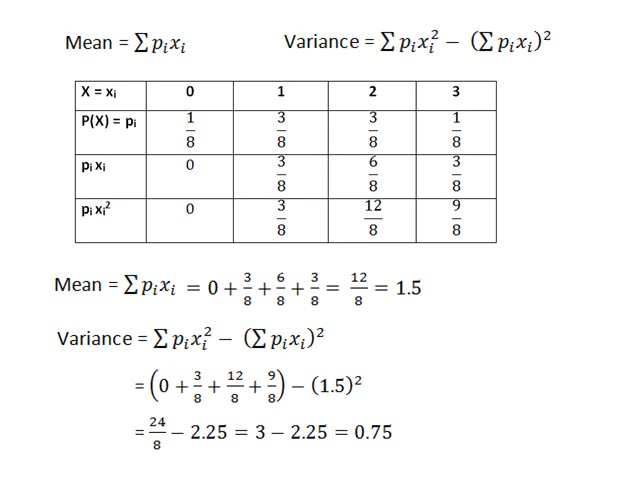 Mean = ∑ pᵢxᵢ Variance = ∑ pᵢxᵢ² − (∑ pᵢxᵢ)²
X = xᵢ 0 1 2 3
P(X) = pᵢ 1/8 3/8 3/8 1/8
pᵢ xᵢ 0 3/8 6/8 3/8
pᵢ xᵢ² 0 3/8 12/8 9/8
Mean = ∑ pᵢxᵢ = 0 + 3/8 + 6/8 + 3/8 = 12/8 = 1.5
Variance = ∑ pᵢxᵢ² − (∑ pᵢxᵢ)²
= (0 + 3/8 + 12/8 + 9/8) − (1.5)²
= 24/8 − 2.25 = 3 − 2.25 = 0.75